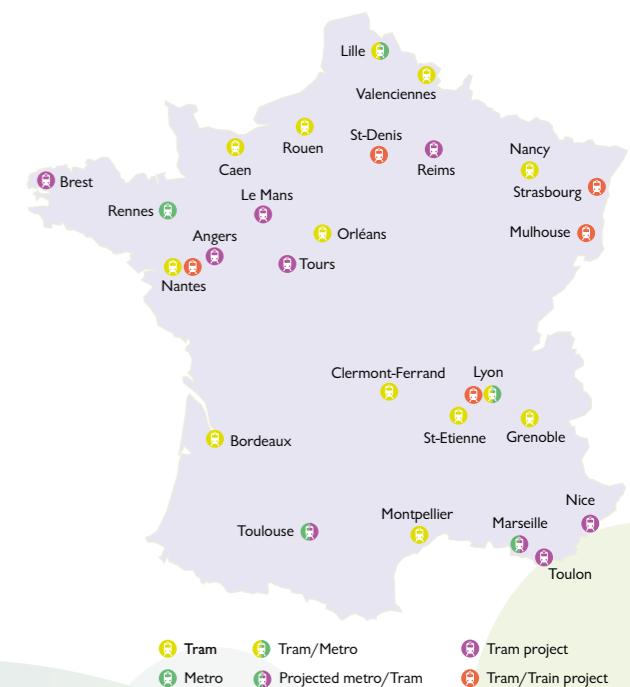 Lille
Valenciennes
Rouen
St-Denis
Caen
Reims
Nancy
Strasbourg
Brest
Le Mans
Rennes
Angers
Orléans
Mulhouse
Tours
Nantes
Clermont-Ferrand
Lyon
Bordeaux
St-Etienne
Grenoble
Nice
Montpellier
Marseille
Toulouse
Toulon
Tram
Tram/Metro
Tram project
Metro
Projected metro/Tram
Tram/Train project